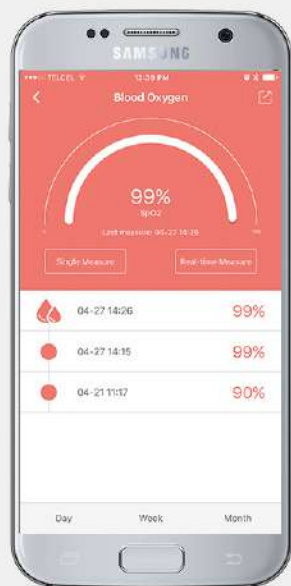 SAMSUNG
TELCEL 12:39 PM
Blood Oxygen
99%
SpO2
Last measure: 04-27 14:26
Single Measure Real-time Measure
04-27 14:26 99%
04-27 14:15 99%
04-21 11:17 90%
Day Week Month